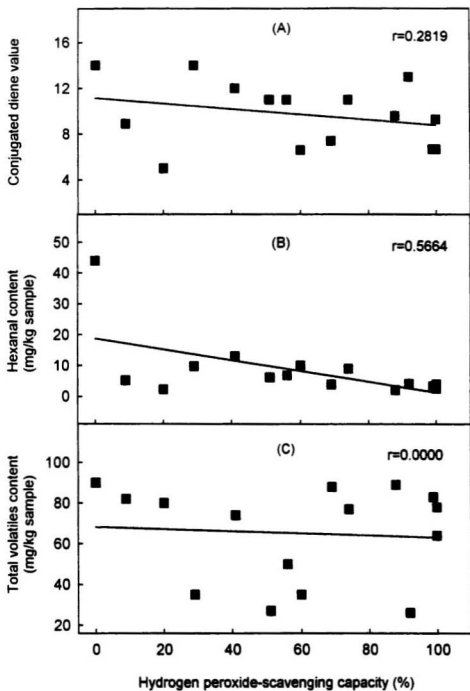 (A)
r=0.2819
Conjugated diene value
16
12
8
4
(B)
r=0.5664
Hexanal content
(mg/kg sample)
50
40
30
20
10
0
(C)
r=0.0000
Total volatiles content
(mg/kg sample)
100
80
60
40
20
0 20 40 60 80 100
Hydrogen peroxide-scavenging capacity (%)